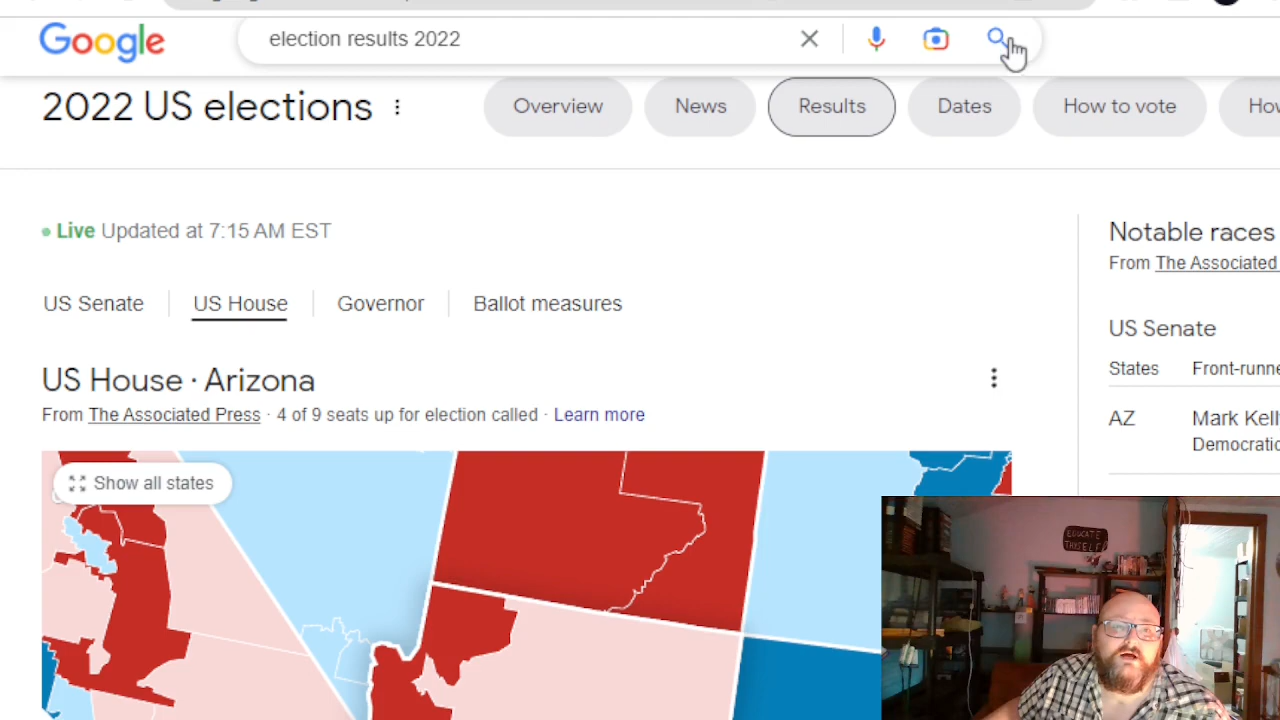 Google
election results 2022
2022 US elections
Overview
News
Results
Dates
How to vote
Live Updated at 7:15 AM EST
US Senate
US House
Governor
Ballot measures
US House · Arizona
From The Associated Press · 4 of 9 seats up for election called · Learn more
Show all states
Notable races
From The Associated
US Senate
States
AZ
Mark
EDUCATE
THYSELF